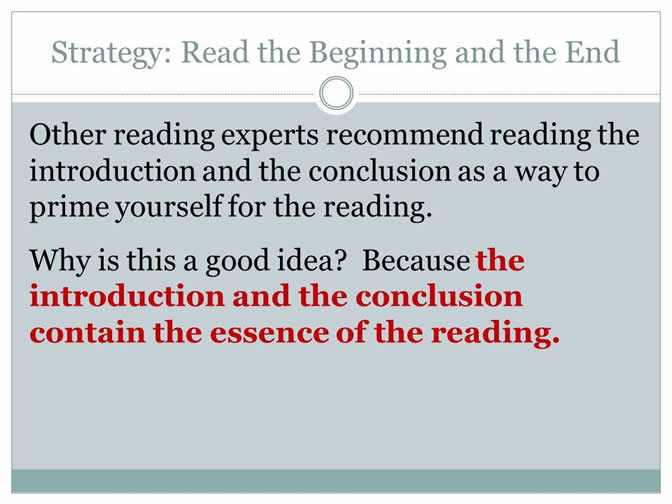 Strategy: Read the Beginning and the End
Other reading experts recommend reading the
introduction and the conclusion as a way to
prime yourself for the reading.
Why is this a good idea?  Because the
introduction and the conclusion
contain the essence of the reading.